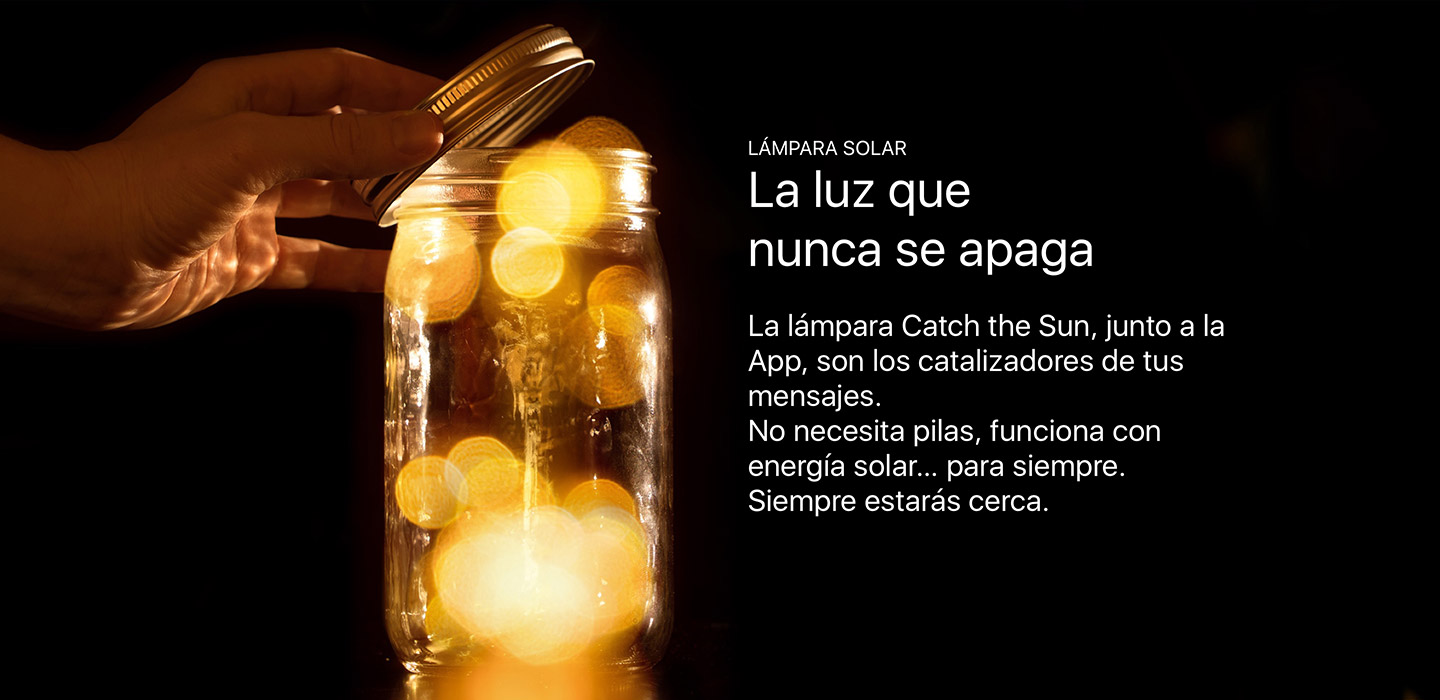 LÁMPARA SOLAR
La luz que
nunca se apaga
La lámpara Catch the Sun, junto a la
App, son los catalizadores de tus
mensajes.
No necesita pilas, funciona con
energía solar... para siempre.
Siempre estarás cerca.